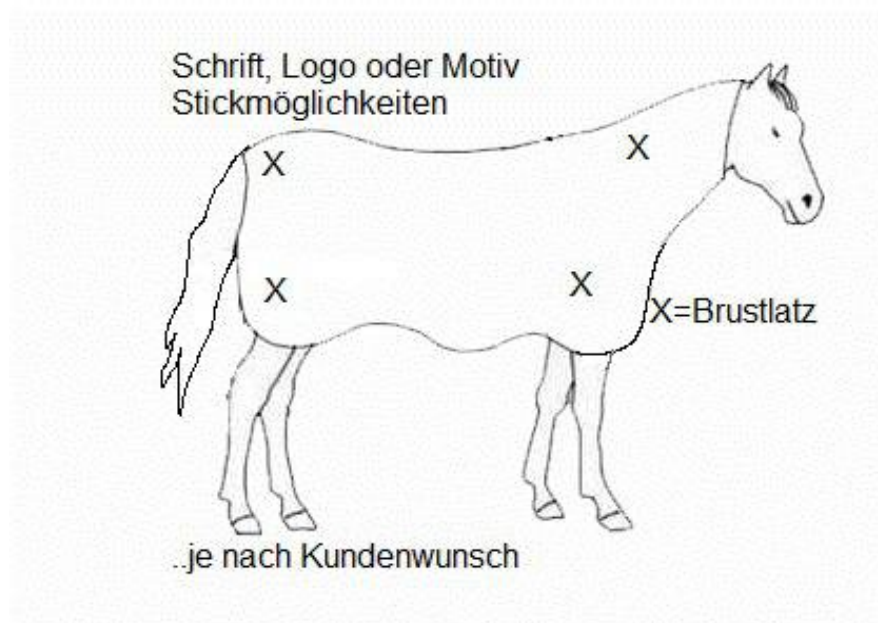 Schrift, Logo oder Motiv
Stickmöglichkeiten
X
X
X
X
X=Brustlatz
..je nach Kundenwunsch